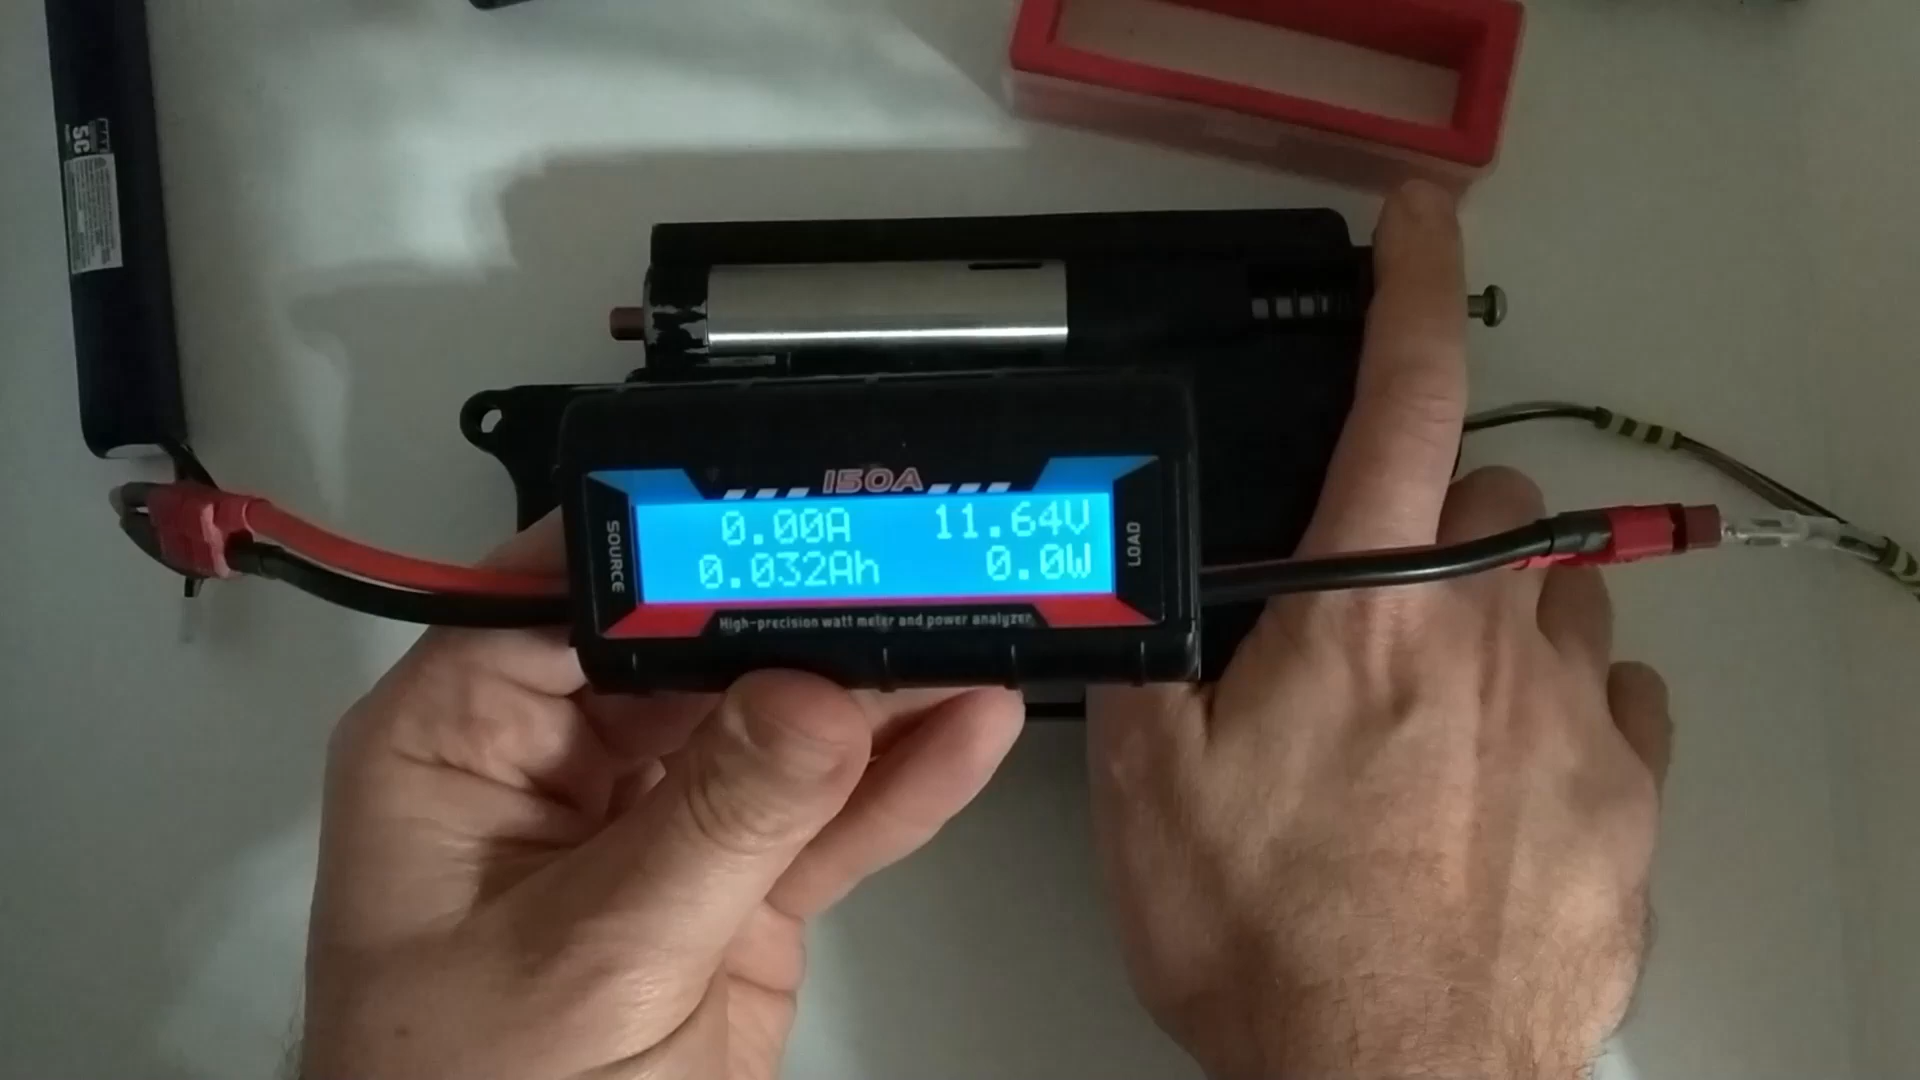 5C
150A
SOURCE
0.00A 11.64V
0.032Ah 0.0W
LOAD
High-precision watt meter and power analyzer